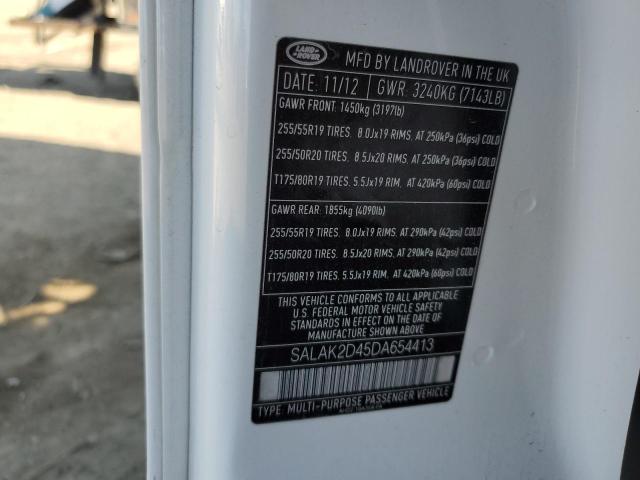 LAND
ROVER
MFD BY LANDROVER IN THE UK
DATE: 11/12
GWR: 3240KG (7143LB)
GAWR FRONT: 1450kg (3197lb)
255/55R19 TIRES. 8.0Jx19 RIMS, AT 250kPa (36psi) COLD
255/50R20 TIRES. 8.5Jx20 RIMS, AT 250kPa (36psi) COLD
T175/80R19 TIRES. 5.5Jx19 RIM, AT 420kPa (60psi) COLD
GAWR REAR: 1855kg (4090lb)
255/55R19 TIRES. 8.0Jx19 RIMS, AT 290kPa (42psi) COLD
255/50R20 TIRES. 8.5Jx20 RIMS, AT 290kPa (42psi) COLD
T175/80R19 TIRES. 5.5Jx19 RIM, AT 420kPa (60psi) COLD
THIS VEHICLE CONFORMS TO ALL APPLICABLE
U.S. FEDERAL MOTOR VEHICLE SAFETY
STANDARDS IN EFFECT ON THE DATE OF
MANUFACTURE SHOWN ABOVE
SALAK2D45DA654413
TYPE: MULTI-PURPOSE PASSENGER VEHICLE